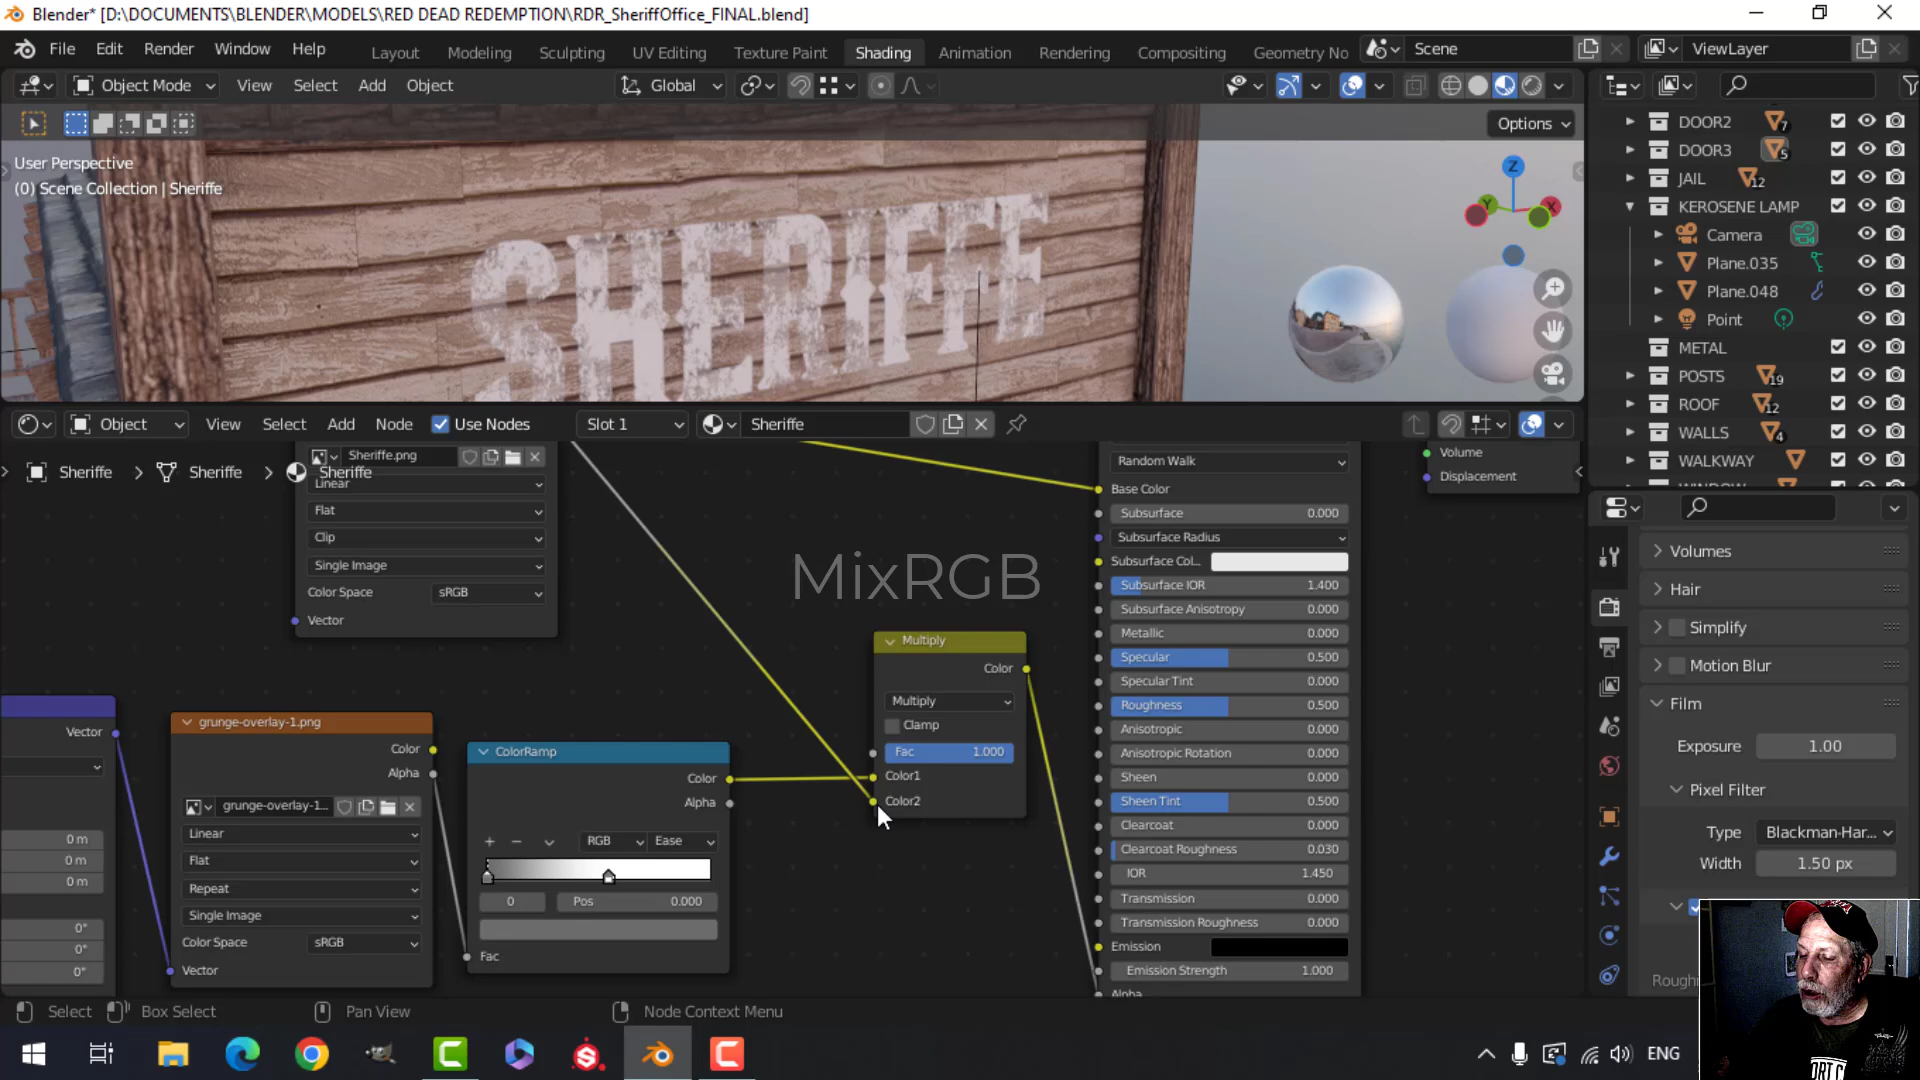 Blender* [D:\DOCUMENTS\BLENDER\MODELS\RED DEAD REDEMPTION\RDR_SheriffOffice_FINAL.blend]
File Edit Render Window Help
Layout Modeling Sculpting UV Editing Texture Paint Shading Animation Rendering Compositing Geometry No
Scene
ViewLayer
Object Mode View Select Add Object
Global
Options
User Perspective
(0) Scene Collection | Sheriffe
SHERIFFE
Z
Y
X
DOOR2 7
DOOR3 5
JAIL 12
KEROSENE LAMP
Camera
Plane.035
Plane.048
Point
METAL
POSTS 19
ROOF 12
WALLS 4
WALKWAY
Object View Select Add Node Use Nodes Slot 1 Sheriffe
Sheriffe.png
Sheriffe Sheriffe Sheriffe
Linear
Flat
Clip
Single Image
Color Space sRGB
Vector
MixRGB
Random Walk
Base Color
Subsurface 0.000
Subsurface Radius
Subsurface Col...
Subsurface IOR 1.400
Subsurface Anisotropy 0.000
Metallic 0.000
Specular 0.500
Specular Tint 0.000
Roughness 0.500
Anisotropic 0.000
Anisotropic Rotation 0.000
Sheen 0.000
Sheen Tint 0.500
Clearcoat 0.000
Clearcoat Roughness 0.030
IOR 1.450
Transmission 0.000
Transmission Roughness 0.000
Emission
Emission Strength 1.000
Alpha
Volume
Displacement
Multiply
Color
Multiply
Clamp
Fac 1.000
Color1
Color2
Vector
0 m
0 m
0 m
0°
0°
0°
grunge-overlay-1.png
Color
Alpha
grunge-overlay-1...
Linear
Flat
Repeat
Single Image
Color Space sRGB
Vector
ColorRamp
Color
Alpha
RGB Ease
0 Pos 0.000
Fac
Volumes
Hair
Simplify
Motion Blur
Film
Exposure 1.00
Pixel Filter
Type Blackman-Har...
Width 1.50 px
Select Box Select Pan View Node Context Menu
ENG